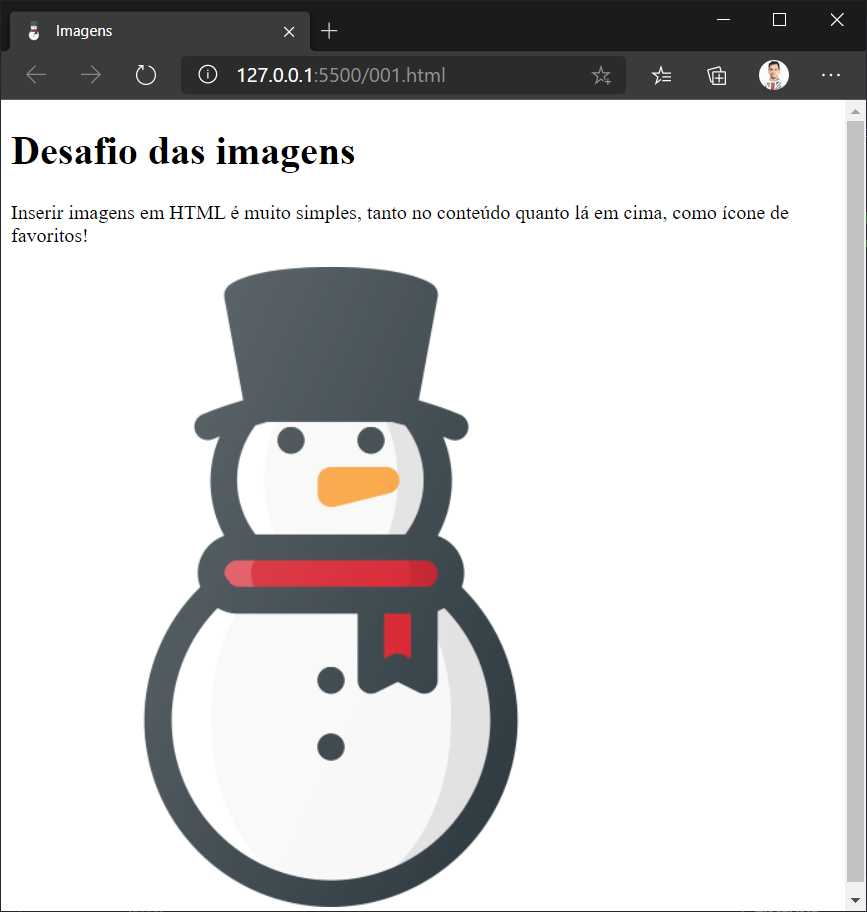 Imagens
127.0.0.1:5500/001.html
Desafio das imagens
Inserir imagens em HTML é muito simples, tanto no conteúdo quanto lá em cima, como ícone de
favoritos!